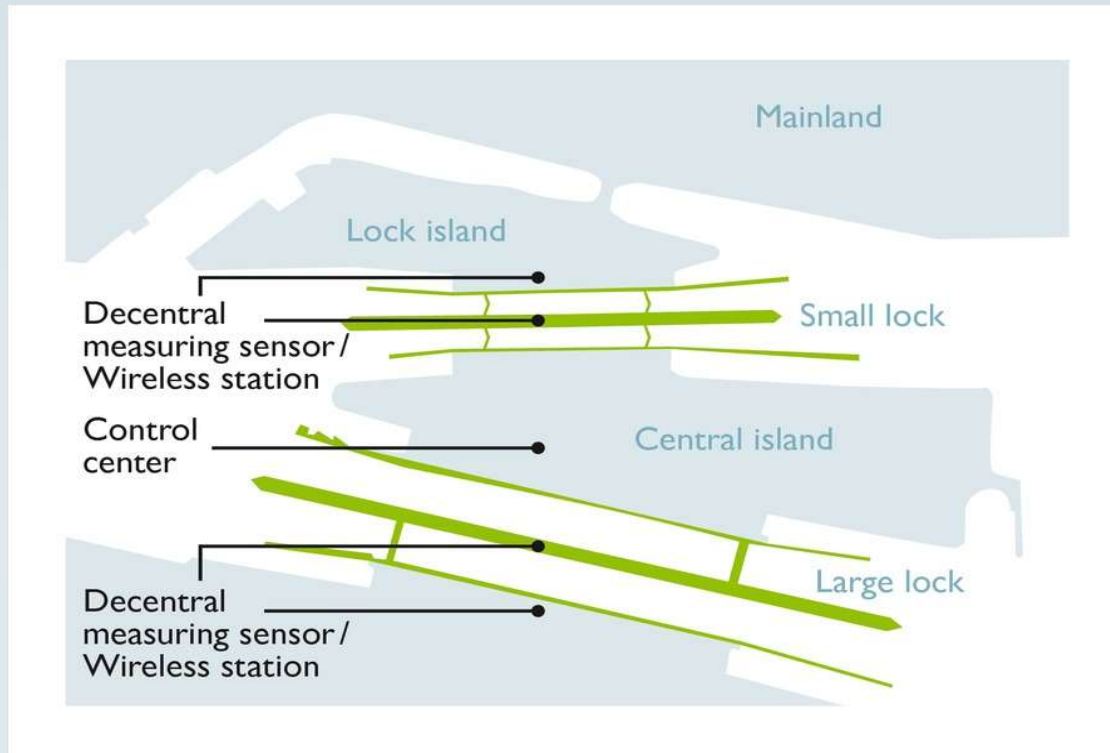 Mainland
Lock island
Decentral
measuring sensor /
Wireless station
Small lock
Control
center
Central island
Large lock
Decentral
measuring sensor /
Wireless station